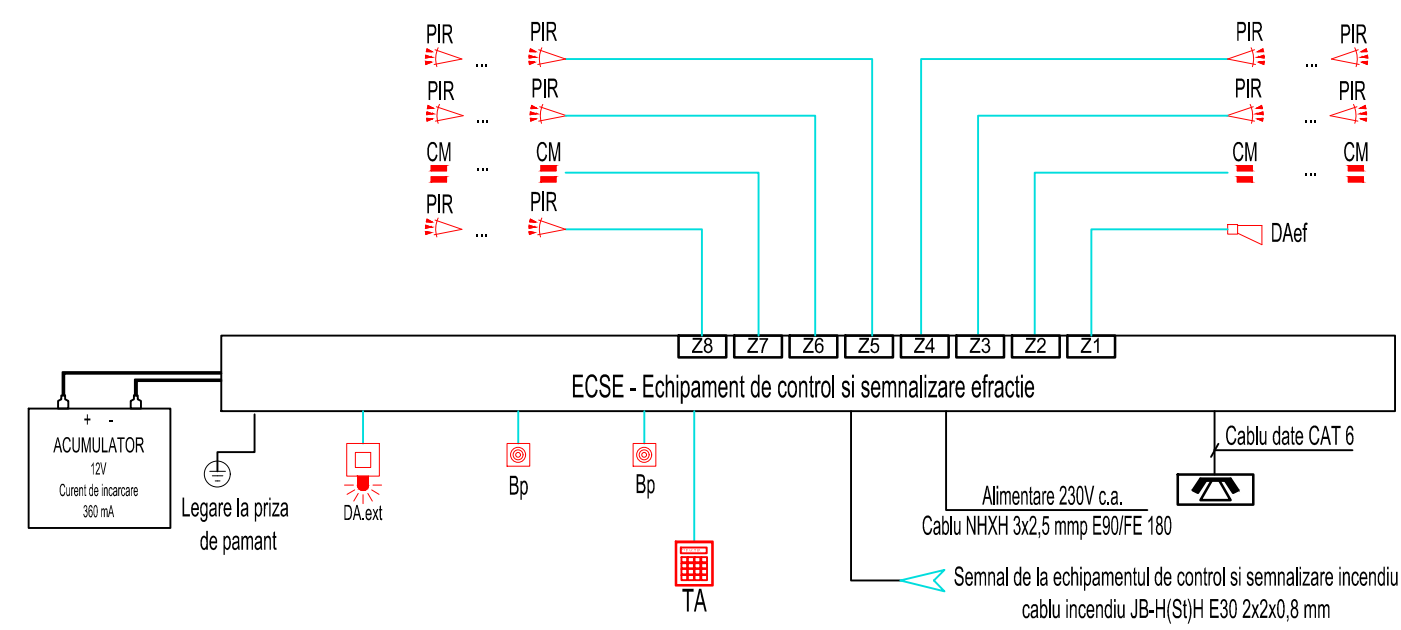 PIR PIR PIR PIR
... ...
PIR PIR PIR PIR
... ...
CM CM CM CM
... ...
PIR PIR
... DAef
Z8 Z7 Z6 Z5 Z4 Z3 Z2 Z1
ECSE - Echipament de control si semnalizare efractie
+ -
ACUMULATOR
12V
Curent de incarcare
360 mA
Legare la priza
de pamant
DA.ext
Bp
Bp
TA
Cablu date CAT 6
Alimentare 230V c.a.
Cablu NHXH 3x2,5 mmp E90/FE 180
Semnal de la echipamentul de control si semnalizare incendiu
cablu incendiu JB-H(St)H E30 2x2x0,8 mm